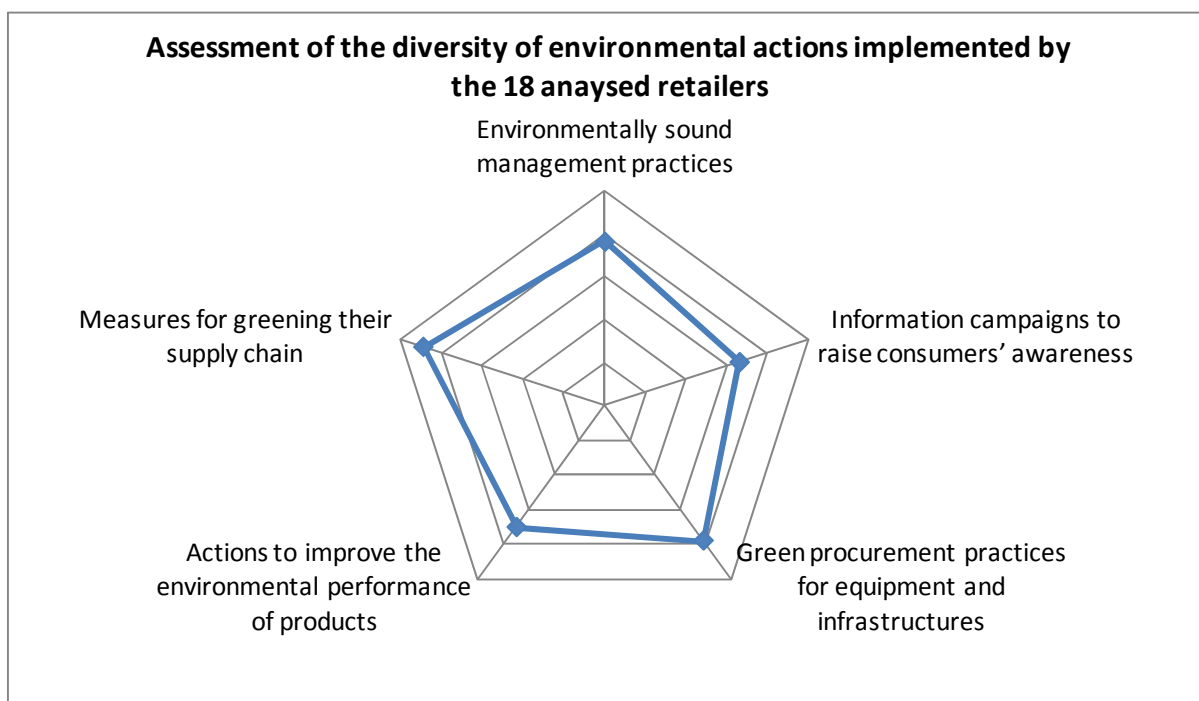 Assessment of the diversity of environmental actions implemented by
the 18 anaysed retailers
Environmentally sound
management practices
Measures for greening their
supply chain
Information campaigns to
raise consumers’ awareness
Actions to improve the
environmental performance
of products
Green procurement practices
for equipment and
infrastructures